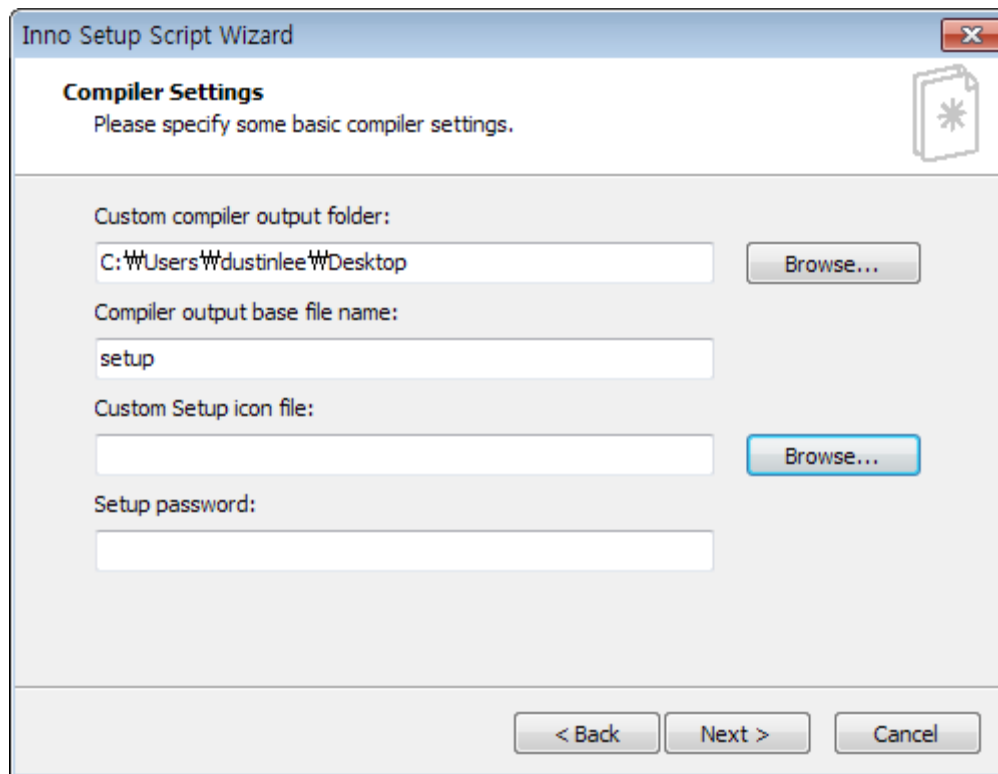 Inno Setup Script Wizard
Compiler Settings
Please specify some basic compiler settings.
Custom compiler output folder:
C:₩Users₩dustinlee₩Desktop
Browse...
Compiler output base file name:
setup
Custom Setup icon file:
Browse...
Setup password:
< Back
Next >
Cancel